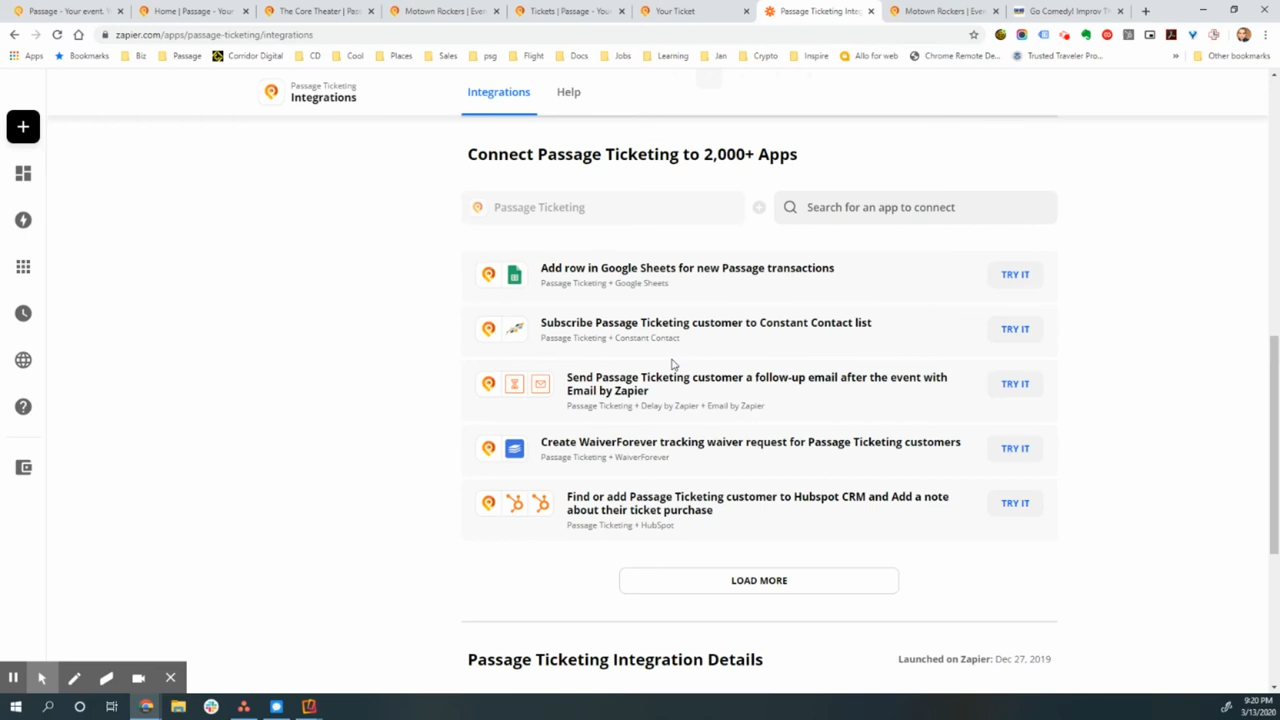 Passage - Your event. Y
Home | Passage - Your
The Core Theater | Pass
Motown Rockers | Even
Tickets | Passage - You
Your Ticket
Passage Ticketing Inte
Motown Rockers | Even
Go Comedy! Improv Th
zapier.com/apps/passage-ticketing/integrations
Apps
Bookmarks
Biz
Passage
Corridor Digital
CD
Cool
Places
Sales
psg
Flight
Docs
Jobs
Learning
Jan
Crypto
Inspire
Allo for web
Chrome Remote De...
Trusted Traveler Pro...
»
Other bookmarks
Passage Ticketing
Integrations
Integrations
Help
Connect Passage Ticketing to 2,000+ Apps
Passage Ticketing
Search for an app to connect
Add row in Google Sheets for new Passage transactions
Passage Ticketing + Google Sheets
TRY IT
Subscribe Passage Ticketing customer to Constant Contact list
Passage Ticketing + Constant Contact
TRY IT
Send Passage Ticketing customer a follow-up email after the event with
Email by Zapier
Passage Ticketing + Delay by Zapier + Email by Zapier
TRY IT
Create WaiverForever tracking waiver request for Passage Ticketing customers
Passage Ticketing + WaiverForever
TRY IT
Find or add Passage Ticketing customer to Hubspot CRM and Add a note
about their ticket purchase
Passage Ticketing + HubSpot
TRY IT
LOAD MORE
Passage Ticketing Integration Details
Launched on Zapier: Dec 27, 2019
9:20 PM
3/13/2020